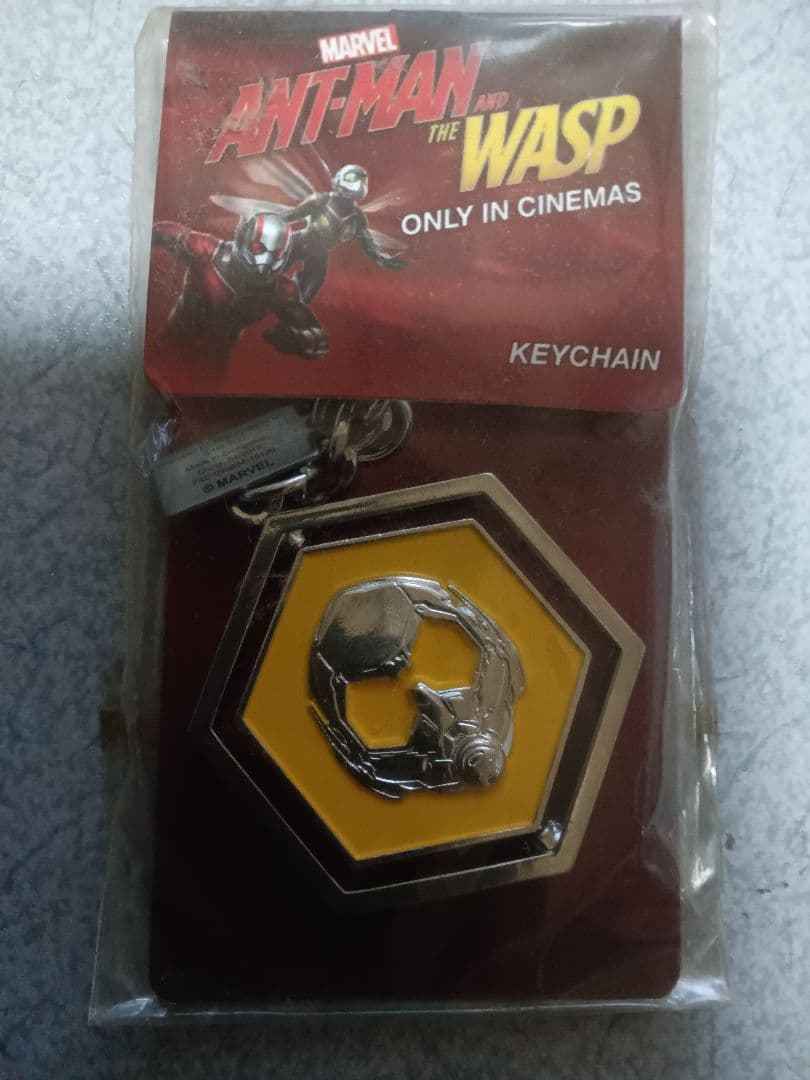 MARVEL
ANT-MAN AND
THE WASP
ONLY IN CINEMAS
KEYCHAIN
© MARVEL